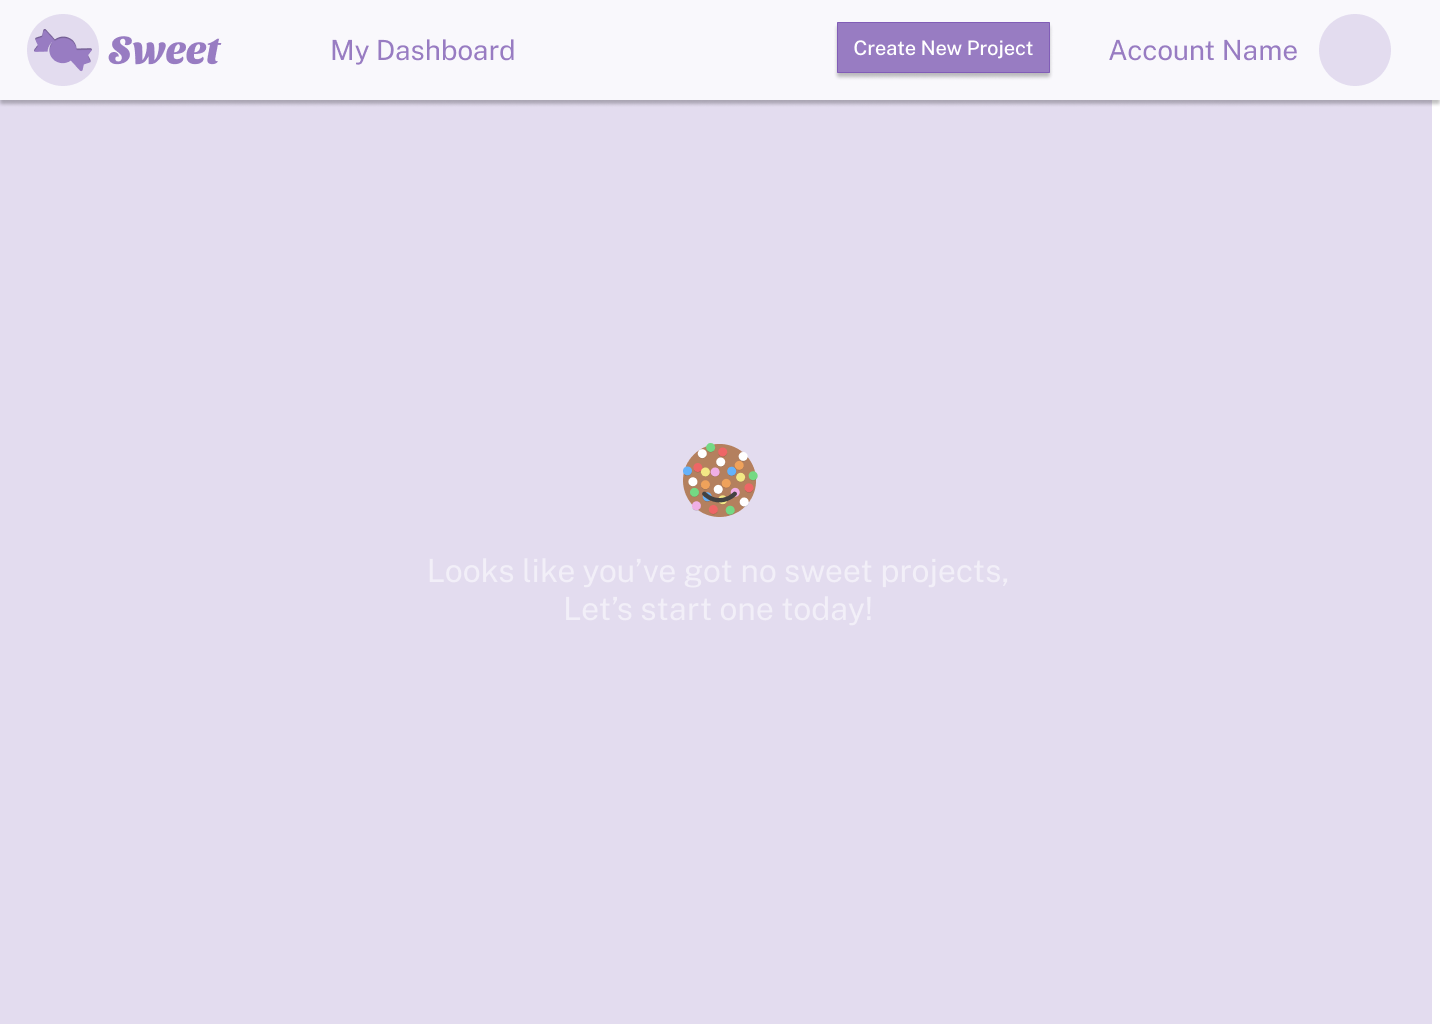 Sweet
My Dashboard
Create New Project
Account Name
Looks like you’ve got no sweet projects,
Let’s start one today!